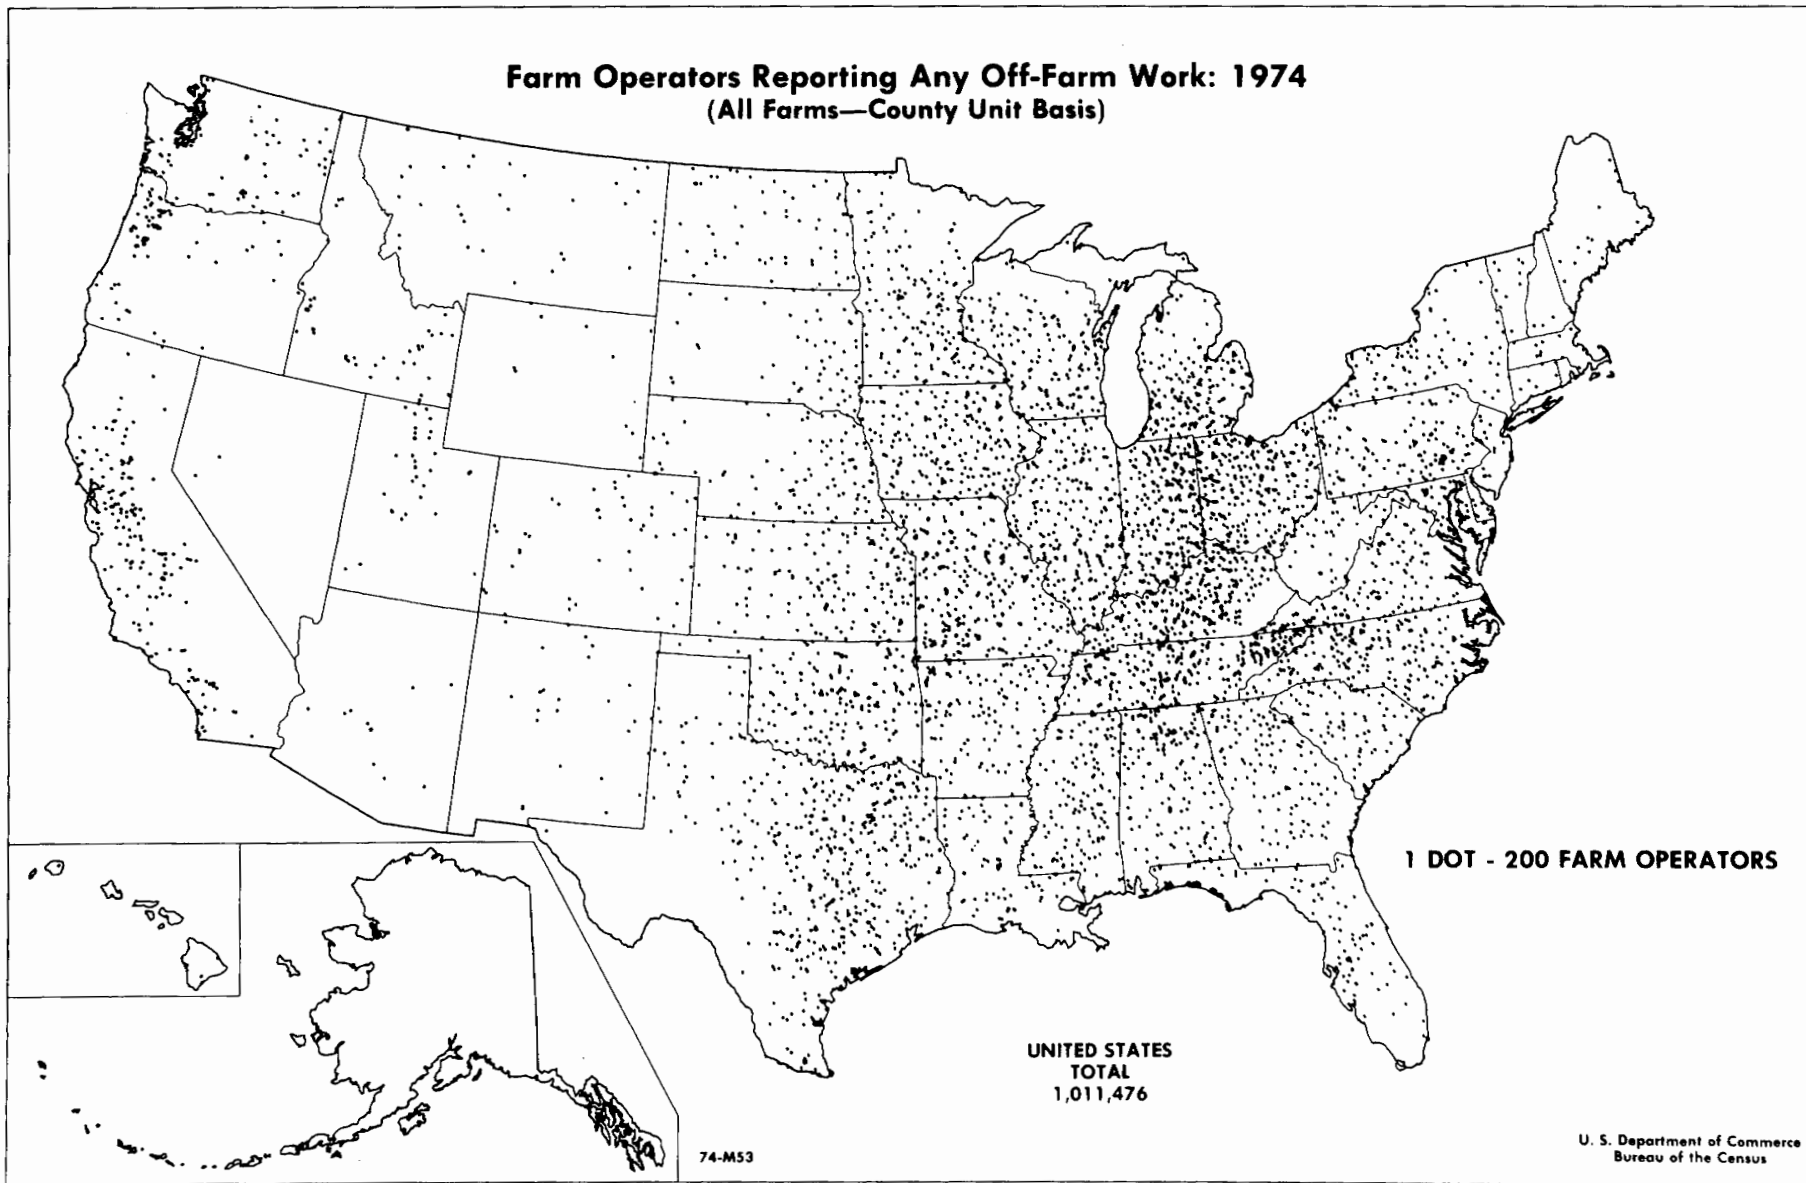 Farm Operators Reporting Any Off-Farm Work: 1974
(All Farms—County Unit Basis)
1 DOT - 200 FARM OPERATORS
UNITED STATES
TOTAL
1,011,476
74-M53
U. S. Department of Commerce
Bureau of the Census